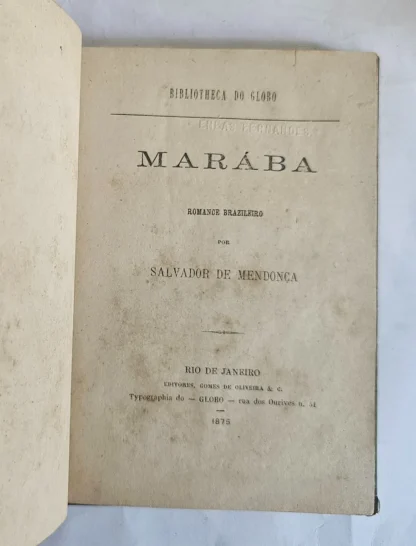 BIBLIOTHECA DO GLOBO
FERNANDES
MARÁBA
ROMANCE BRAZILEIRO
POR
SALVADOR DE MENDONÇA
RIO DE JANEIRO
EDITORES, GOMES DE OLIVEIRA & C.
Typographia do — GLOBO — rua dos Ourives n. 51
1875